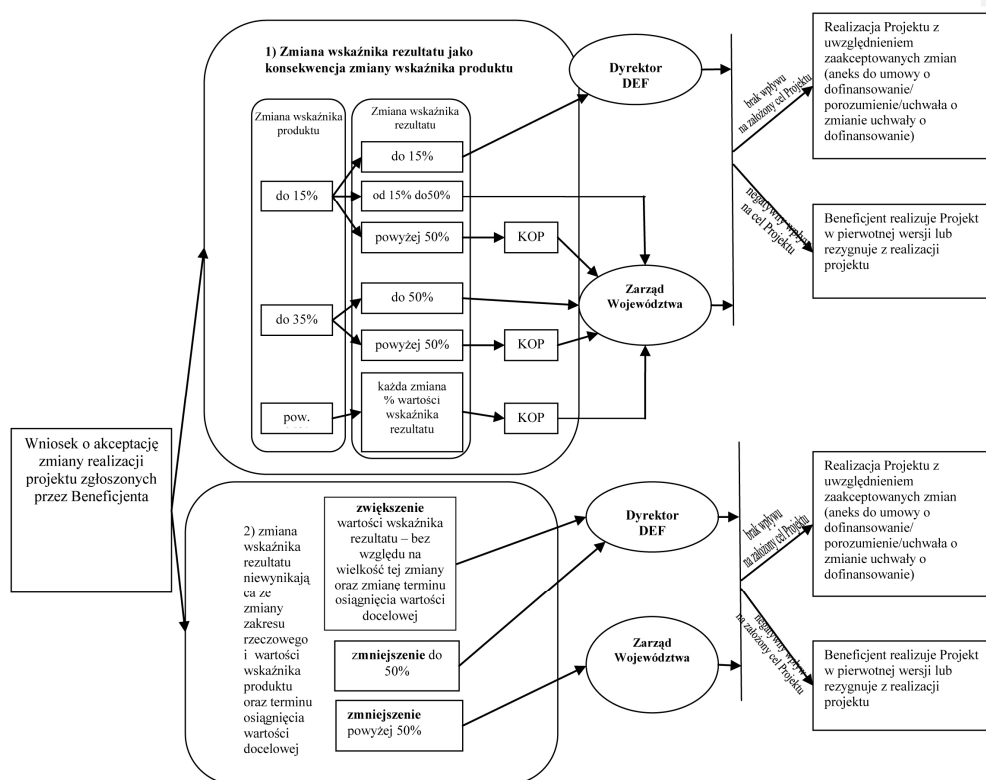 1) Zmiana wskaźnika rezultatu jako
konsekwencja zmiany wskaźnika produktu
Zmiana wskaźnika
produktu
Zmiana wskaźnika
rezultatu
do 15%
do 15%
od 15% do50%
powyżej 50%
KOP
do 35%
do 50%
powyżej 50%
KOP
pow.
każda zmiana
% wartości
wskaźnika
rezultatu
KOP
Dyrektor
DEF
Zarząd
Województwa
brak wpływu
na założony cel Projektu
negatywny wpływ
na cel Projektu
Realizacja Projektu z
uwzględnieniem
zaakceptowanych zmian
(aneks do umowy o
dofinansowanie/
porozumienie/uchwała o
zmianie uchwały o
dofinansowanie)
Beneficjent realizuje Projekt
w pierwotnej wersji lub
rezygnuje z realizacji
projektu
Wniosek o akceptację
zmiany realizacji
projektu zgłoszonych
przez Beneficjenta
2) zmiana
wskaźnika
rezultatu
niewynikają
ca ze
zmiany
zakresu
rzeczowego
i wartości
wskaźnika
produktu
oraz terminu
osiągnięcia
wartości
docelowej
zwiększenie
wartości wskaźnika
rezultatu – bez
względu na
wielkość tej zmiany
oraz zmianę terminu
osiągnięcia wartości
docelowej
zmniejszenie do
50%
zmniejszenie
powyżej 50%
Dyrektor
DEF
Zarząd
Województwa
brak wpływu
na założony cel Projektu
negatywny wpływ
na założony cel Projektu
Realizacja Projektu z
uwzględnieniem
zaakceptowanych zmian
(aneks do umowy o
dofinansowanie/
porozumienie/uchwała o
zmianie uchwały o
dofinansowanie)
Beneficjent realizuje Projekt
w pierwotnej wersji lub
rezygnuje z realizacji
projektu